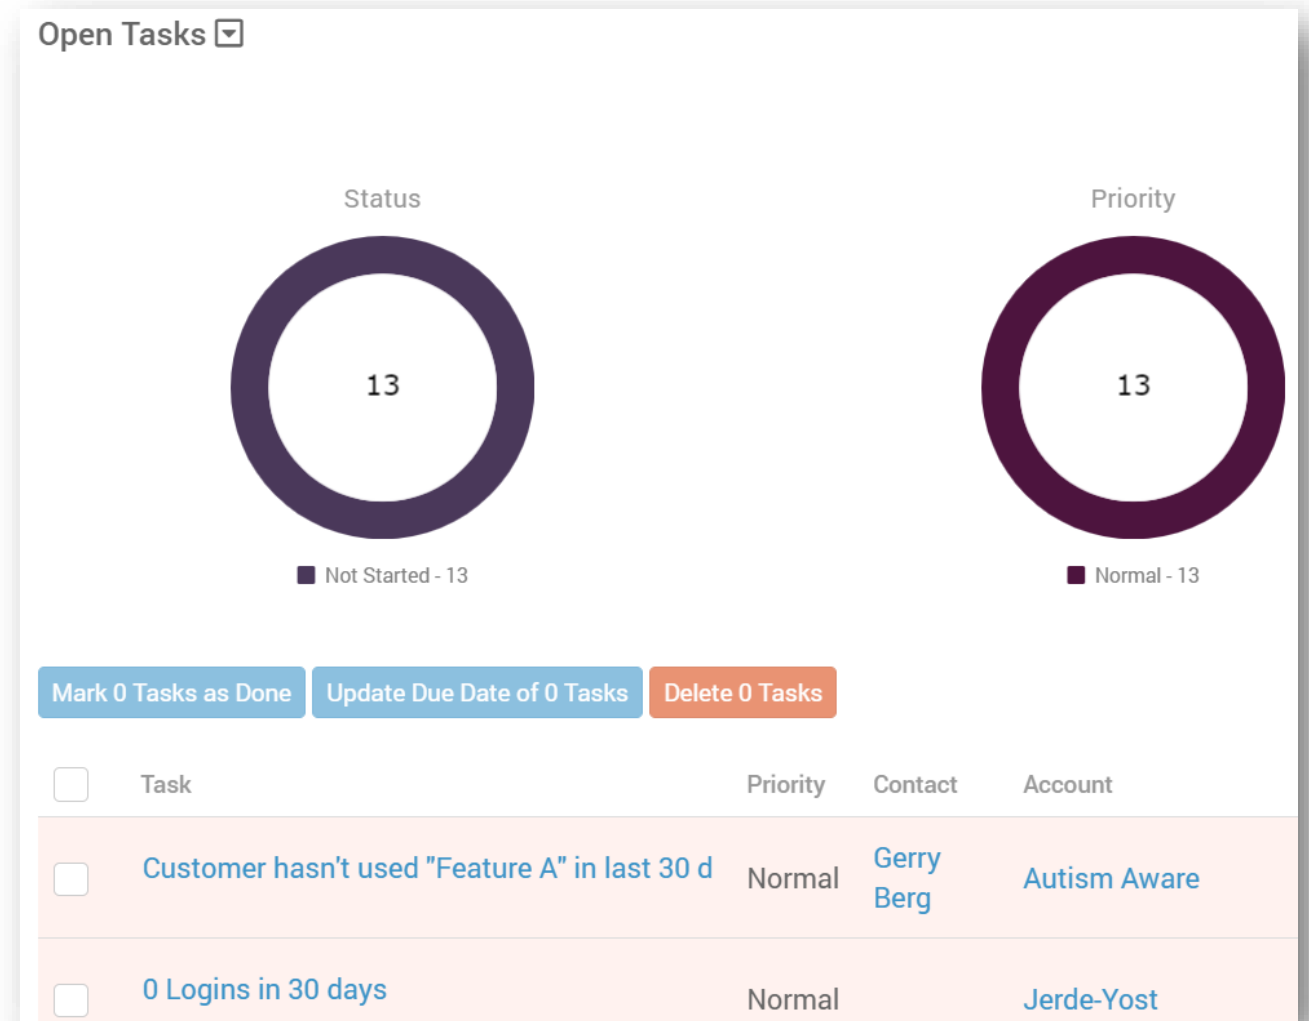 Open Tasks
Status
Priority
13
13
Not Started - 13
Normal - 13
Mark 0 Tasks as Done
Update Due Date of 0 Tasks
Delete 0 Tasks
Task Priority Contact Account
Customer hasn't used "Feature A" in last 30 d Normal Gerry Berg Autism Aware
0 Logins in 30 days Normal Jerde-Yost